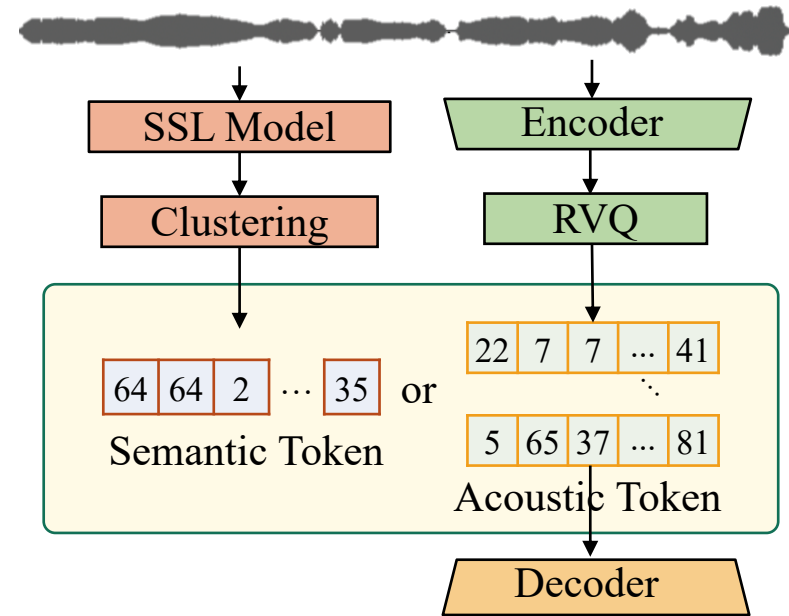 SSL Model
Encoder
Clustering
RVQ
22 7 7 ... 41
⋱
64 64 2 ... 35 or
5 65 37 ... 81
Semantic Token
Acoustic Token
Decoder